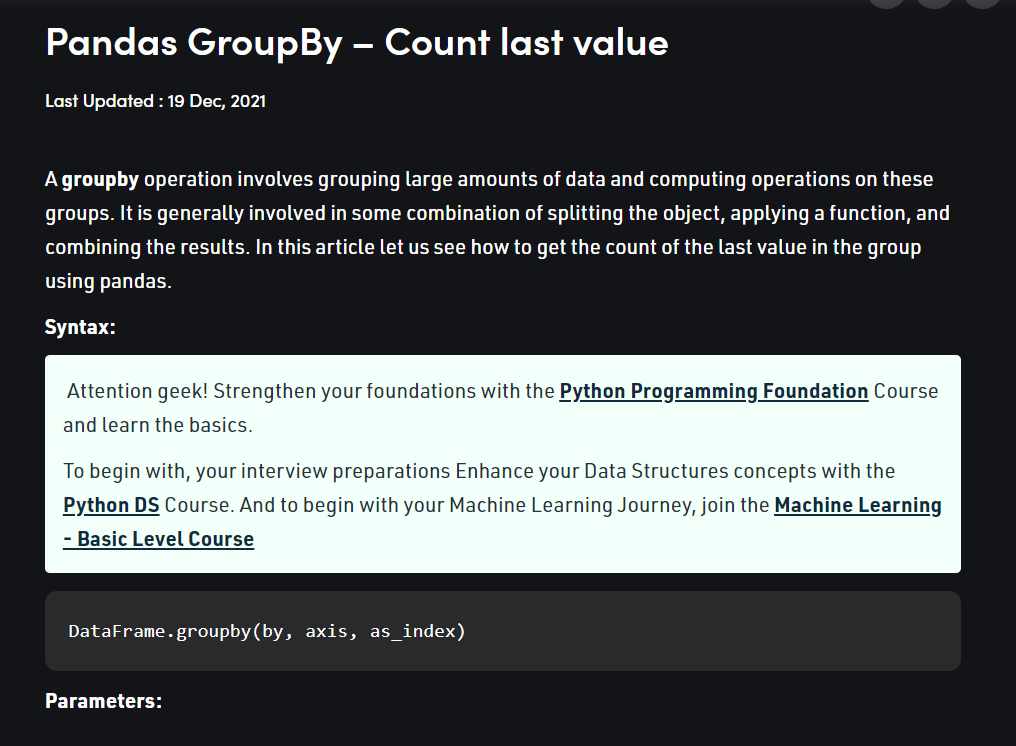 Pandas GroupBy – Count last value
Last Updated : 19 Dec, 2021
A groupby operation involves grouping large amounts of data and computing operations on these
groups. It is generally involved in some combination of splitting the object, applying a function, and
combining the results. In this article let us see how to get the count of the last value in the group
using pandas.
Syntax:
Attention geek! Strengthen your foundations with the Python Programming Foundation Course
and learn the basics.
To begin with, your interview preparations Enhance your Data Structures concepts with the
Python DS Course. And to begin with your Machine Learning Journey, join the Machine Learning
- Basic Level Course
DataFrame.groupby(by, axis, as_index)
Parameters: